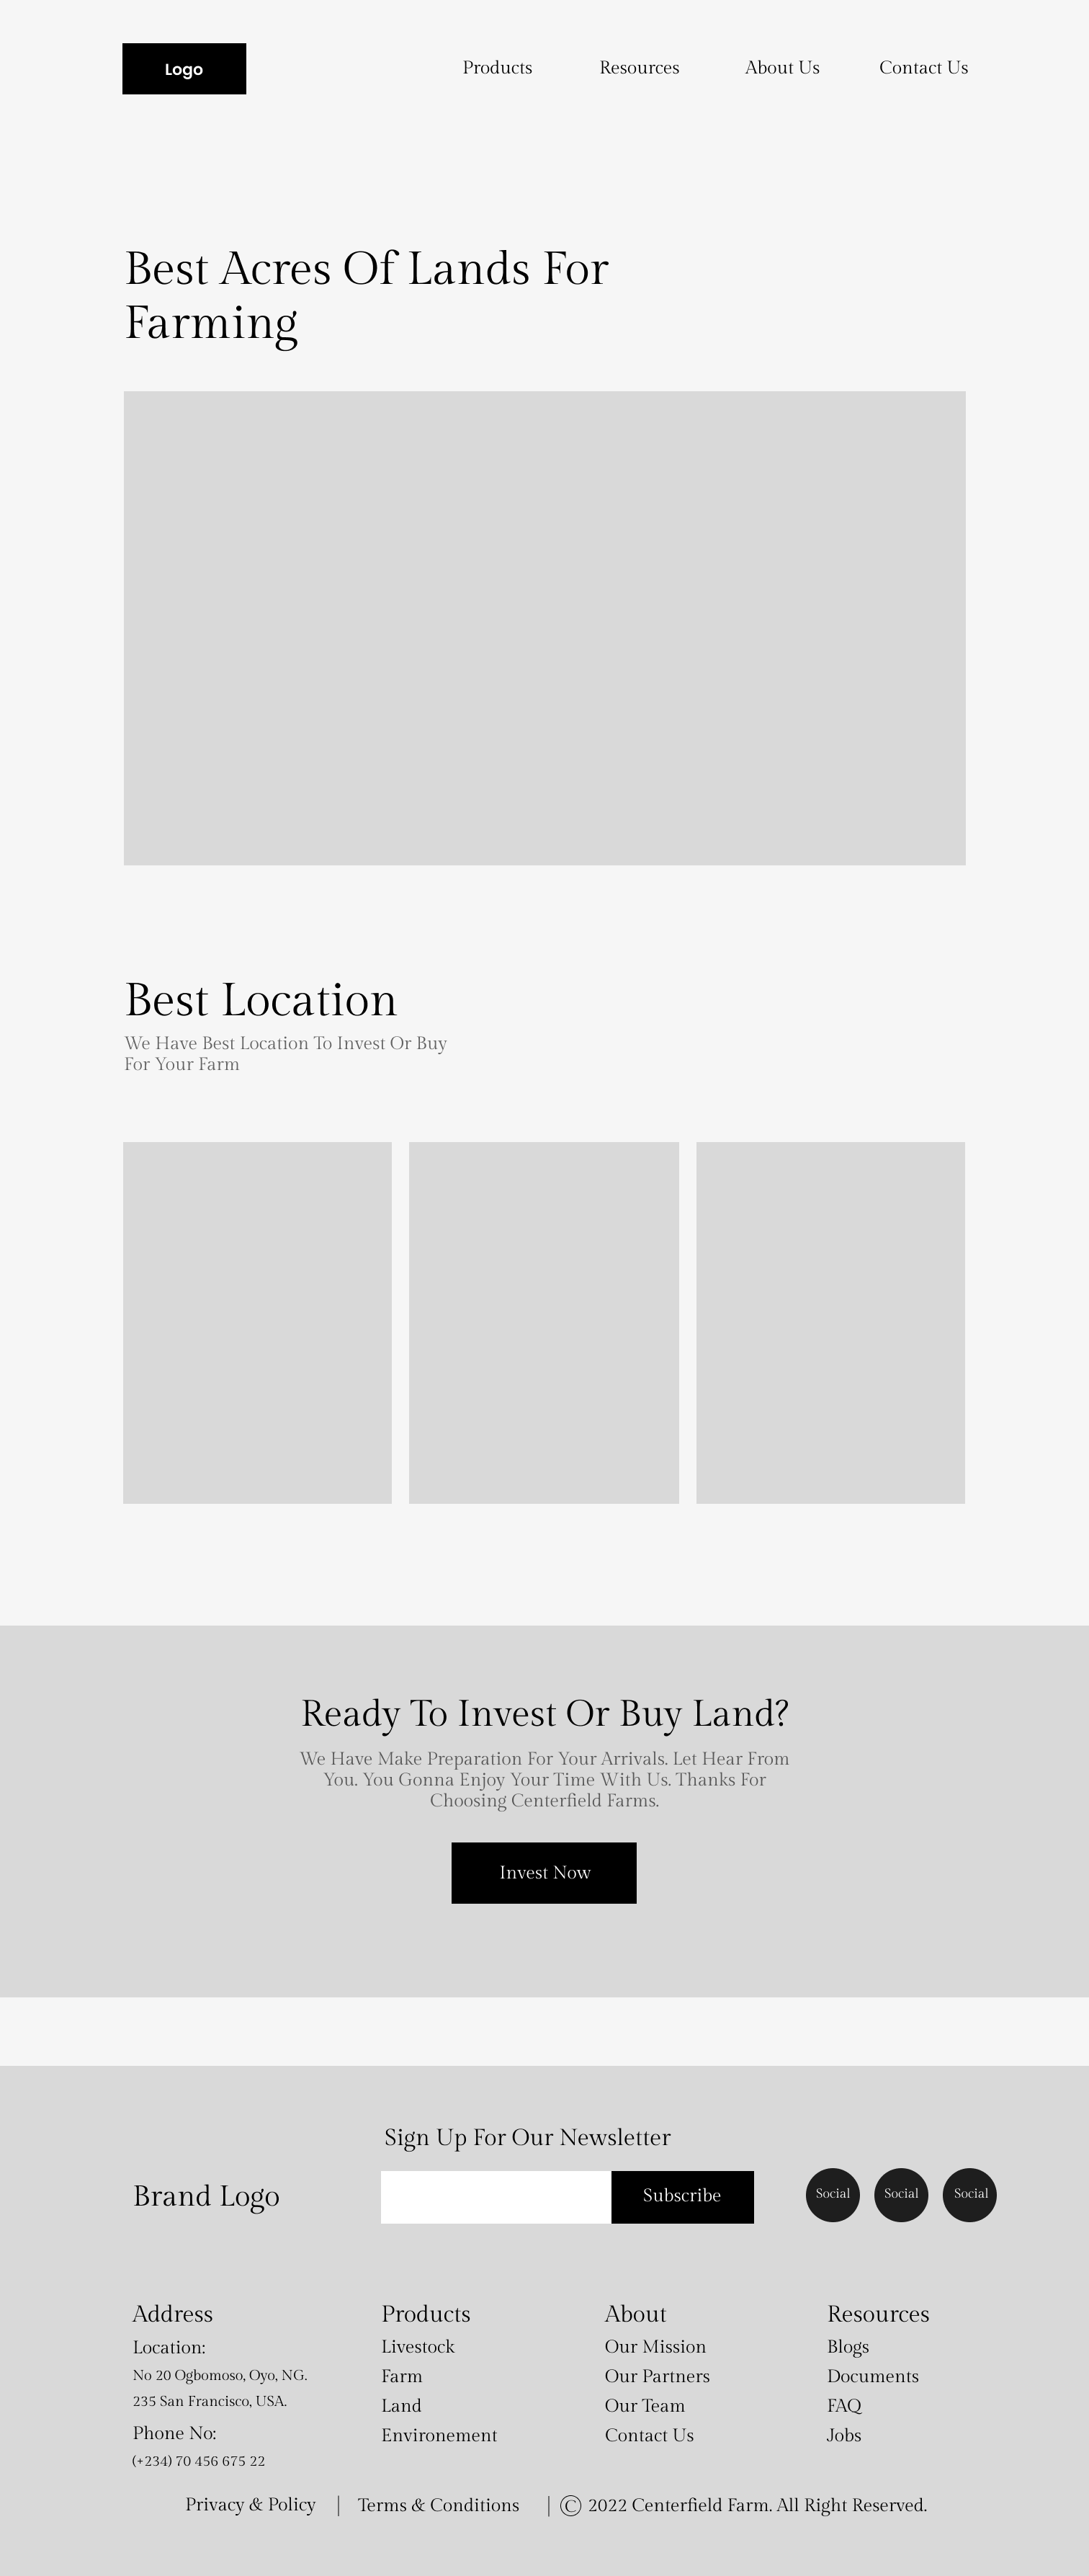 Logo
Products Resources About Us Contact Us
Best Acres Of Lands For
Farming
Best Location
We Have Best Location To Invest Or Buy
For Your Farm
Ready To Invest Or Buy Land?
We Have Make Preparation For Your Arrivals. Let Hear From
You. You Gonna Enjoy Your Time With Us. Thanks For
Choosing Centerfield Farms.
Invest Now
Sign Up For Our Newsletter
Brand Logo
Subscribe
Social Social Social
Address
Location:
No 20 Ogbomoso, Oyo, NG.
235 San Francisco, USA.
Phone No:
(+234) 70 456 675 22
Products
Livestock
Farm
Land
Environement
About
Our Mission
Our Partners
Our Team
Contact Us
Resources
Blogs
Documents
FAQ
Jobs
Privacy & Policy | Terms & Conditions | © 2022 Centerfield Farm. All Right Reserved.